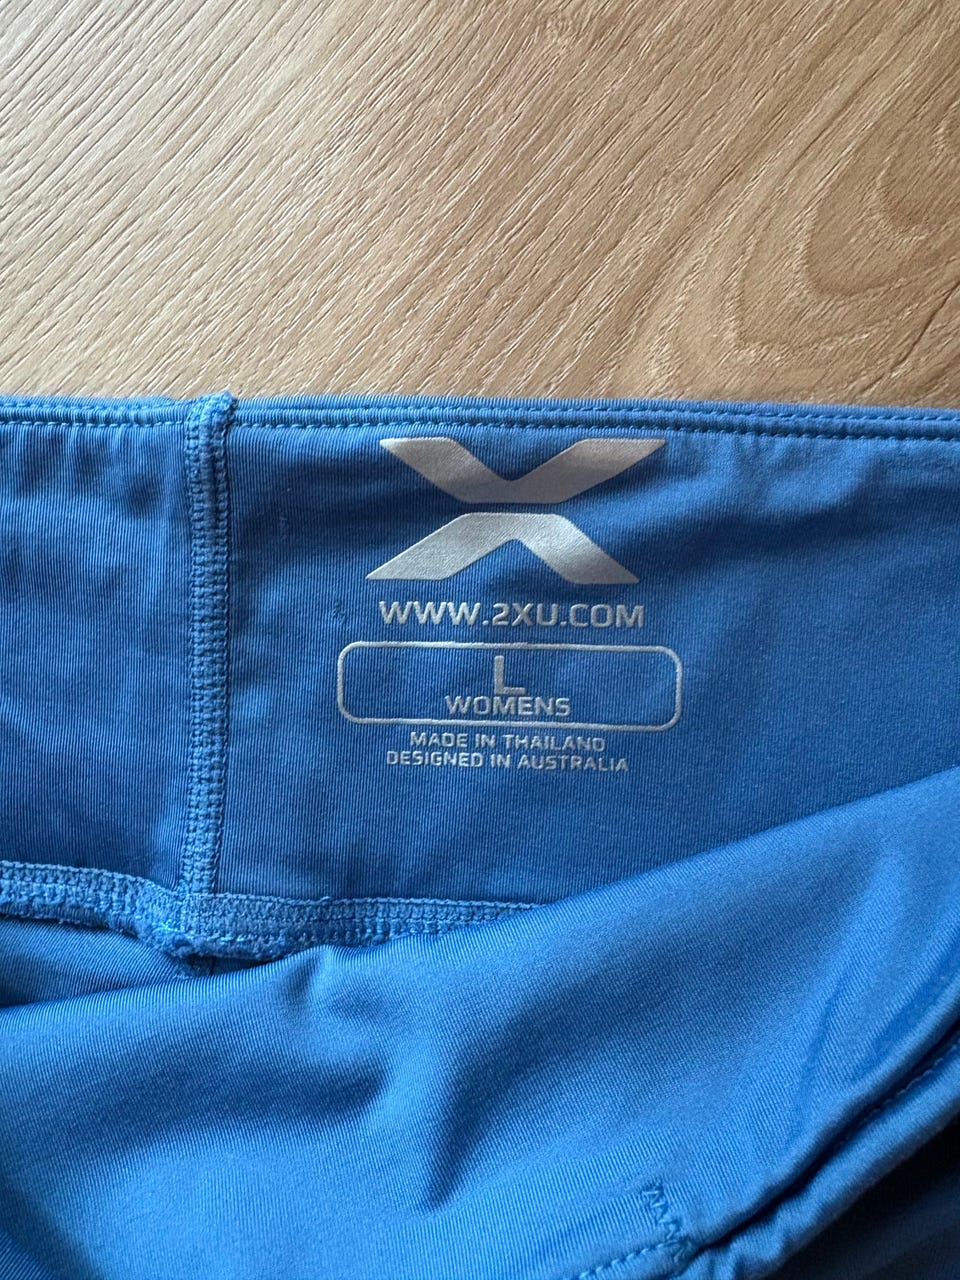 WWW.2XU.COM
L
WOMENS
MADE IN THAILAND
DESIGNED IN AUSTRALIA